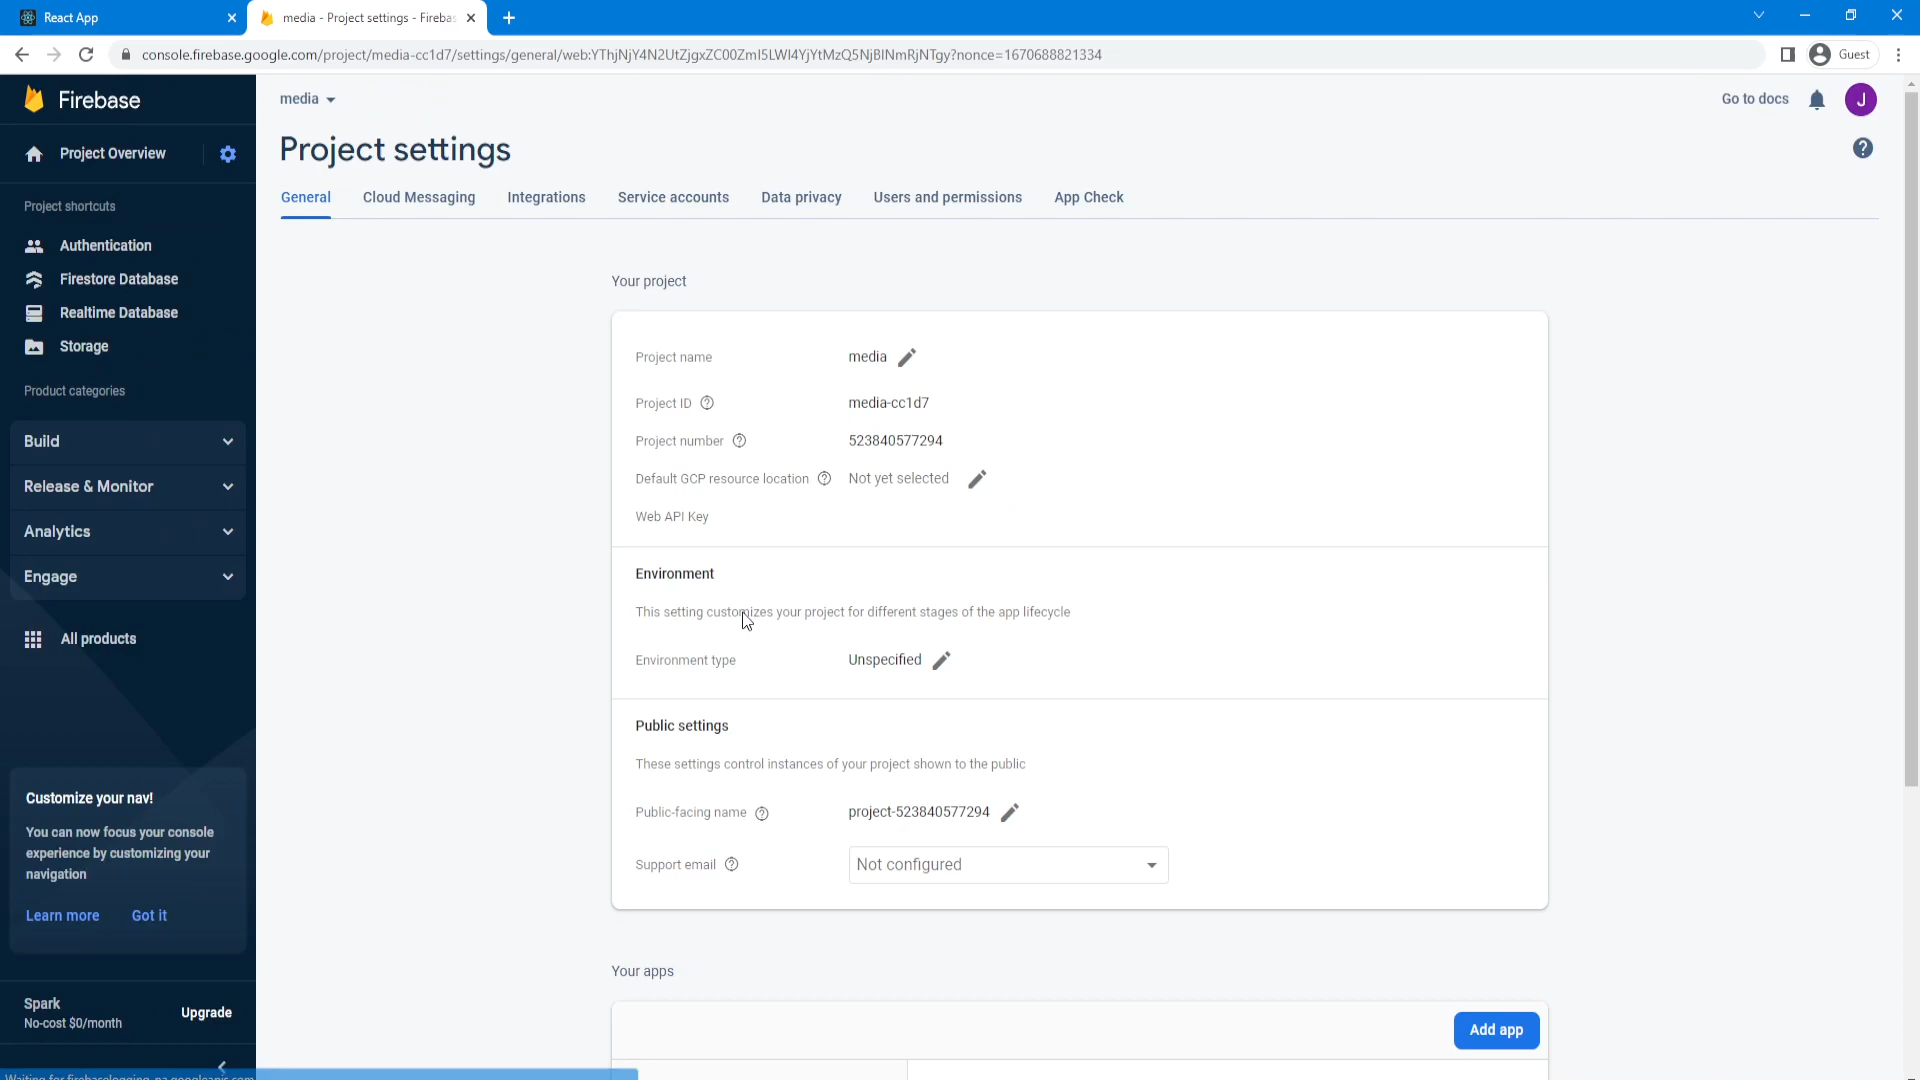 React App
media - Project settings - Firebas
console.firebase.google.com/project/media-cc1d7/settings/general/web:YThjNjY4N2UtZjgxZC00ZmI5LWI4YjYtMzQ5NjBlNmRjNTgy?nonce=1670688821334
Guest
Firebase
media
Go to docs
J
Project Overview
Project settings
General
Cloud Messaging
Integrations
Service accounts
Data privacy
Users and permissions
App Check
Project shortcuts
Authentication
Firestore Database
Realtime Database
Storage
Product categories
Build
Release & Monitor
Analytics
Engage
All products
Customize your nav!
You can now focus your console
experience by customizing your
navigation
Learn more
Got it
Spark
No-cost $0/month
Upgrade
Your project
Project name
media
Project ID
media-cc1d7
Project number
523840577294
Default GCP resource location
Not yet selected
Web API Key
Environment
This setting customizes your project for different stages of the app lifecycle
Environment type
Unspecified
Public settings
These settings control instances of your project shown to the public
Public-facing name
project-523840577294
Support email
Not configured
Your apps
Add app